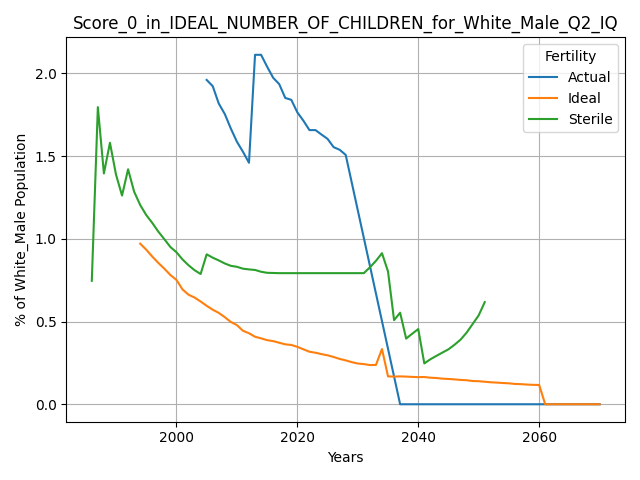 Score_0_in_IDEAL_NUMBER_OF_CHILDREN_for_White_Male_Q2_IQ
Fertility
Actual
Ideal
Sterile
% of White_Male Population
2.0
1.5
1.0
0.5
0.0
2000
2020
2040
2060
Years